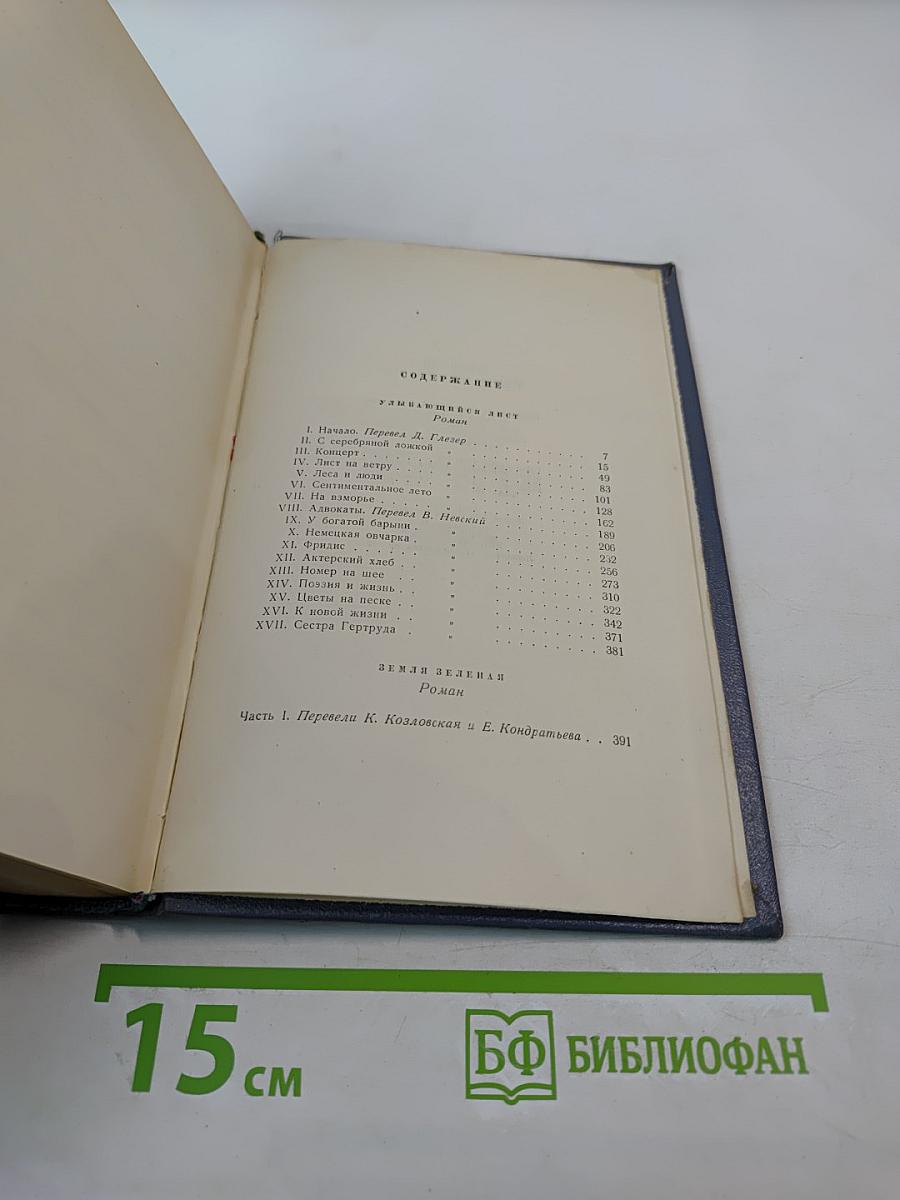 СОДЕРЖАНИЕ
УЛЫБАЮЩИЙСЯ ЛИСТ
Роман
I. Начало. Перевел Д. Глезер . . . . . . . . . . 7
II. С серебряной ложкой " . . . . . . . . . 15
III. Концерт . . . . . . " . . . . . . . . . 49
IV. Лист на ветру . . . . " . . . . . . . . . 83
V. Леса и люди . . . . " . . . . . . . . . 101
VI. Сентиментальное лето " . . . . . . . . . 128
VII. На взморье . . . . . " . . . . . . . . . 162
VIII. Адвокаты. Перевел В. Невский . . . . . . . . 189
IX. У богатой барыни . " . . . . . . . . . 206
X. Немецкая овчарка . " . . . . . . . . . 232
XI. Фридис . . . . . . " . . . . . . . . . 256
XII. Актерский хлеб . . " . . . . . . . . . 273
XIII. Номер на шее . . " . . . . . . . . . 310
XIV. Поэзия и жизнь . . " . . . . . . . . . 322
XV. Цветы на песке . . " . . . . . . . . . 342
XVI. К новой жизни . . " . . . . . . . . . 371
XVII. Сестра Гертруда . " . . . . . . . . . 381
ЗЕМЛЯ ЗЕЛЕНАЯ
Роман
Часть I. Перевели К. Козловская и Е. Кондратьева . . 391
15 см
БФ БИБЛИОФАН